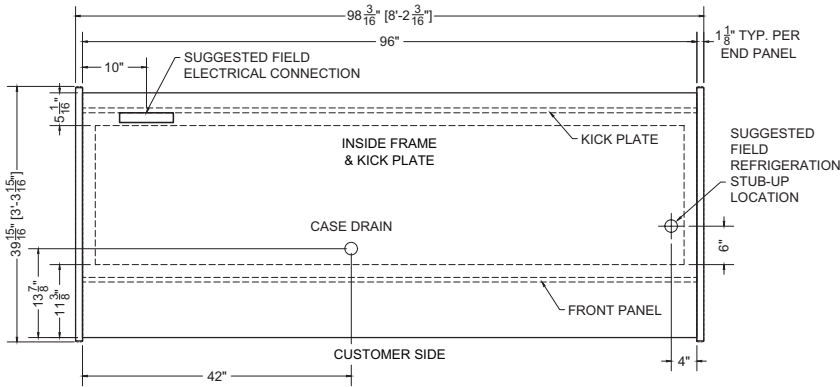 98 3/16" [8'-2 3/16"]
96"
1 1/8" TYP. PER
END PANEL
10"
SUGGESTED FIELD
ELECTRICAL CONNECTION
5 1/16"
INSIDE FRAME
& KICK PLATE
KICK PLATE
SUGGESTED
FIELD
REFRIGERATION
STUB-UP
LOCATION
39 15/16" [3'-3 15/16"]
CASE DRAIN
6"
13 7/8"
11 3/8"
FRONT PANEL
CUSTOMER SIDE
42"
4"